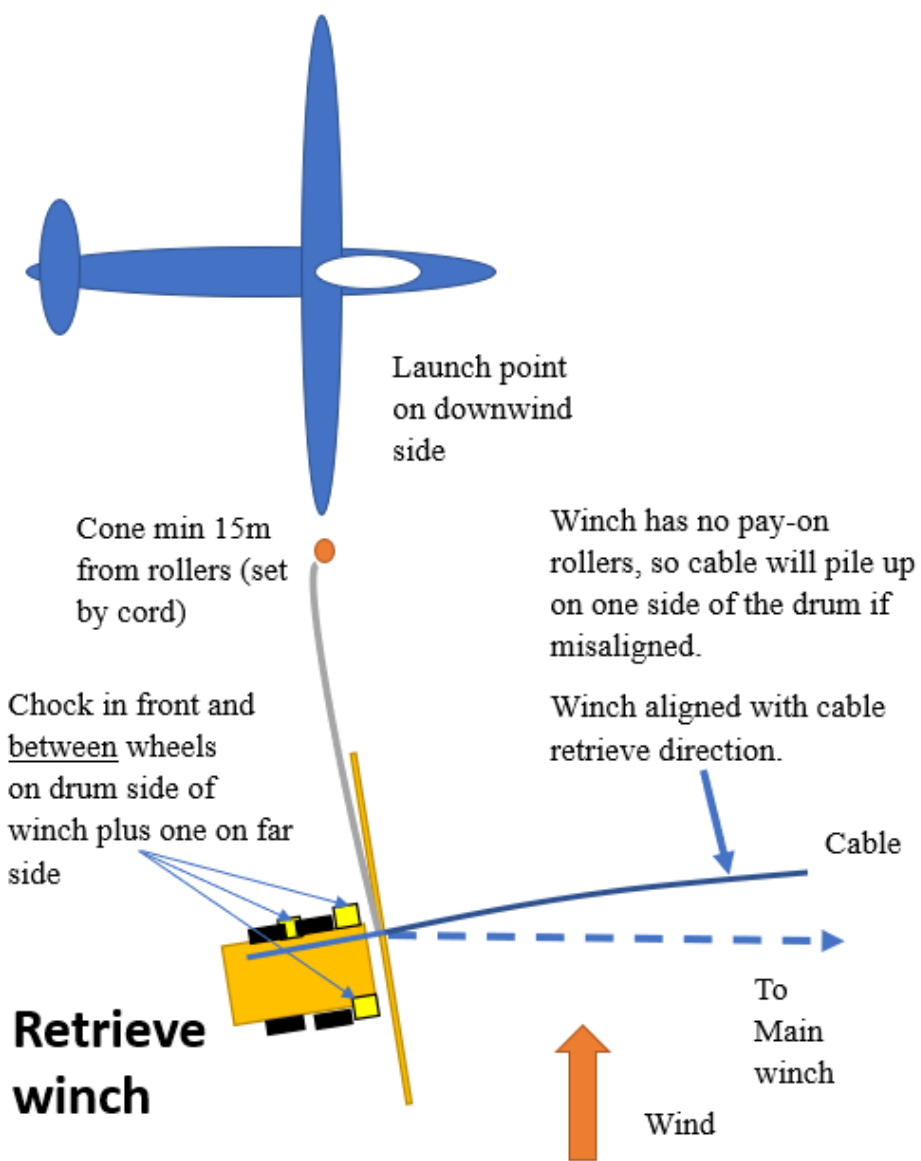 Launch point
on downwind
side
Cone min 15m
from rollers (set
by cord)
Winch has no pay-on
rollers, so cable will pile up
on one side of the drum if
misaligned.
Chock in front and
between wheels
on drum side of
winch plus one on far
side
Winch aligned with cable
retrieve direction.
Cable
To
Main
winch
Retrieve
winch
Wind